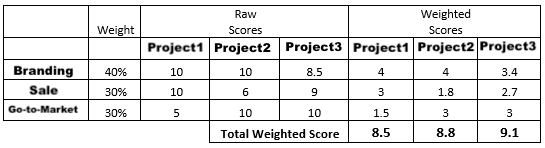 Weight Raw Scores Weighted Scores
Project1 Project2 Project3 Project1 Project2 Project3
Branding 40% 10 10 8.5 4 4 3.4
Sale 30% 10 6 9 3 1.8 2.7
Go-to-Market 30% 5 10 10 1.5 3 3
Total Weighted Score 8.5 8.8 9.1